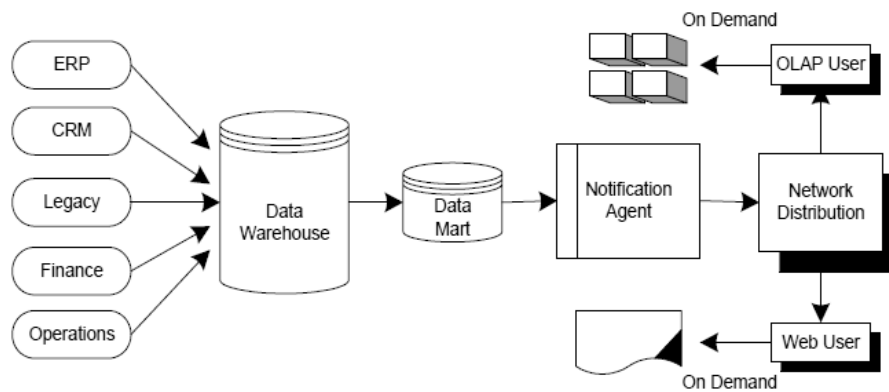 On Demand
ERP
OLAP User
CRM
Legacy
Data
Warehouse
Data
Mart
Notification
Agent
Network
Distribution
Finance
Operations
Web User
On Demand